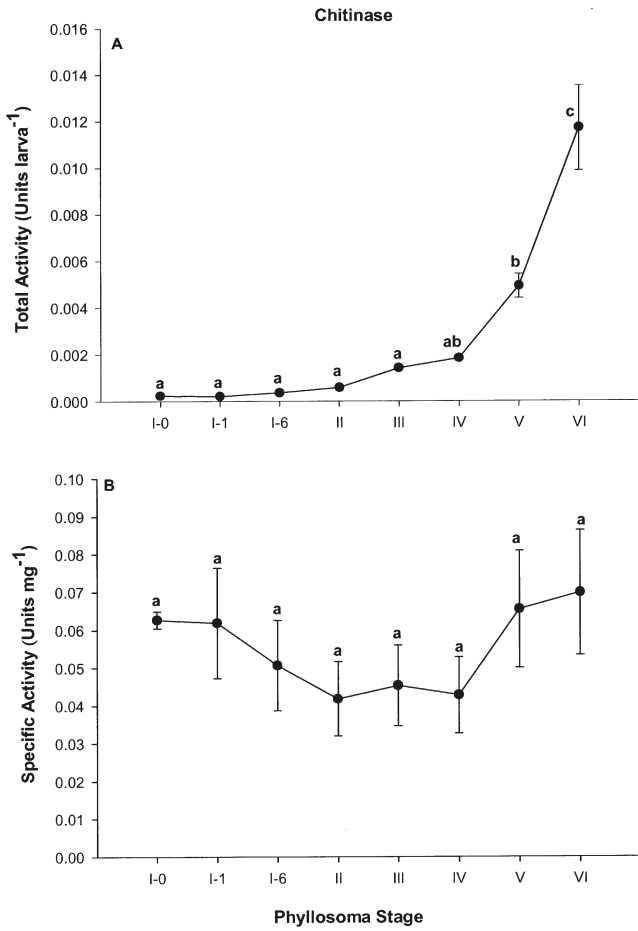 Chitinase
A
Total Activity (Units larva-1)
0.016
0.014
0.012
0.010
0.008
0.006
0.004
0.002
0.000
a a a a a ab b c
I-0 I-1 I-6 II III IV V VI
B
Specific Activity (Units mg-1)
0.10
0.09
0.08
0.07
0.06
0.05
0.04
0.03
0.02
0.01
0.00
a a a a a a a a
I-0 I-1 I-6 II III IV V VI
Phyllosoma Stage